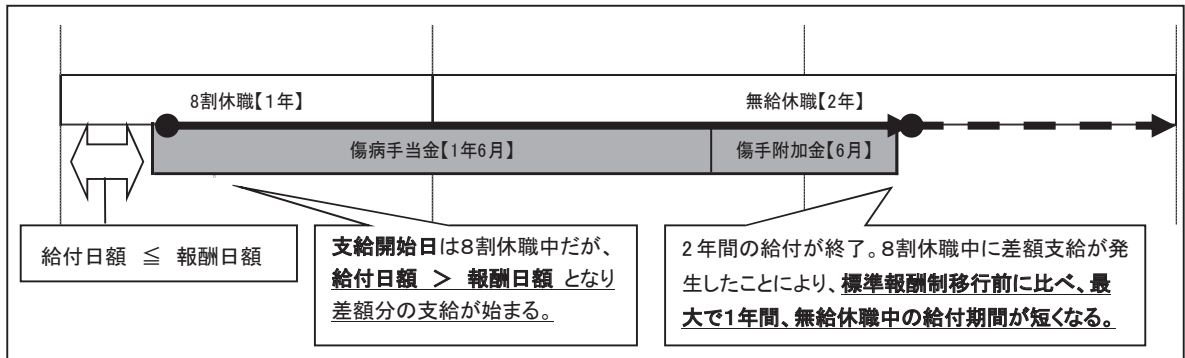 8割休職【1年】
無給休職【2年】
傷病手当金【1年6月】
傷手附加金【6月】
給付日額 ≦ 報酬日額
支給開始日は8割休職中だが、
給付日額 ＞ 報酬日額 となり
差額分の支給が始まる。
2年間の給付が終了。8割休職中に差額支給が発
生したことにより、標準報酬制移行前に比べ、最
大で1年間、無給休職中の給付期間が短くなる。